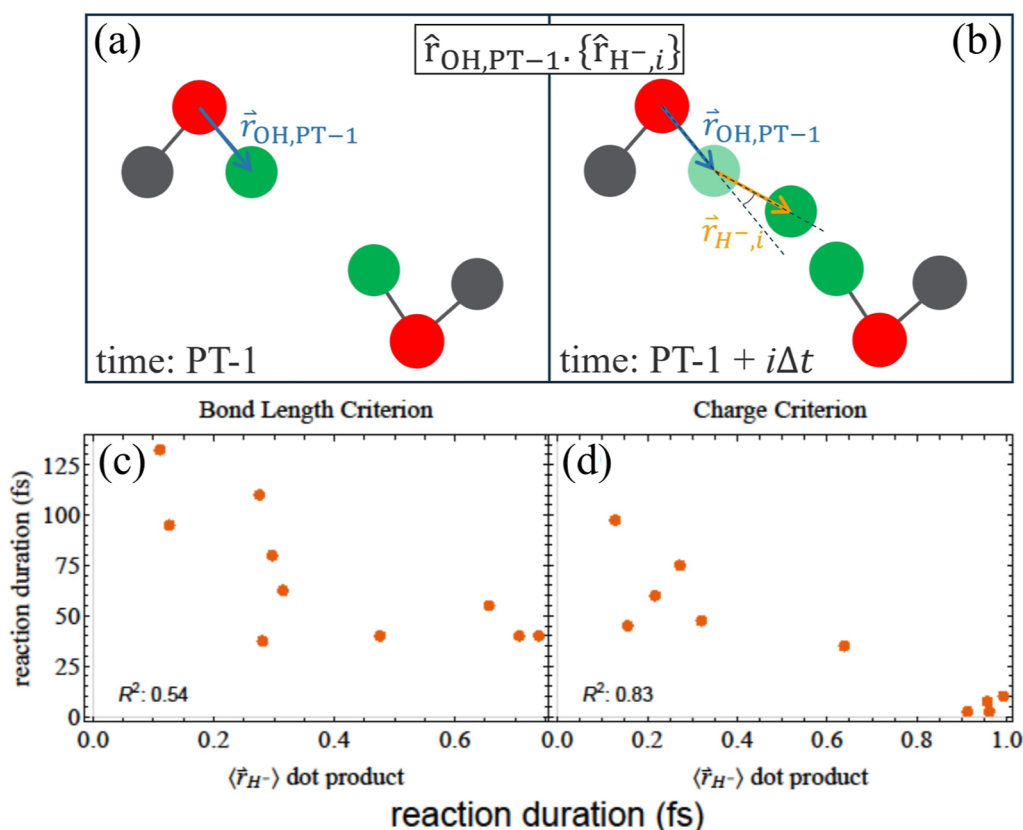 (a)
r̂OH,PT−1·{r̂H⁻,i}
(b)
r⃗OH,PT−1
r⃗OH,PT−1
r⃗H⁻,i
time: PT-1
time: PT-1 + iΔt
Bond Length Criterion
Charge Criterion
(c)
(d)
reaction duration (fs)
125
100
75
50
25
0
R²: 0.54
R²: 0.83
0.0 0.2 0.4 0.6
0.0 0.2 0.4 0.6 0.8 1.0
⟨r⃗H⁻⟩ dot product
⟨r⃗H⁻⟩ dot product
reaction duration (fs)